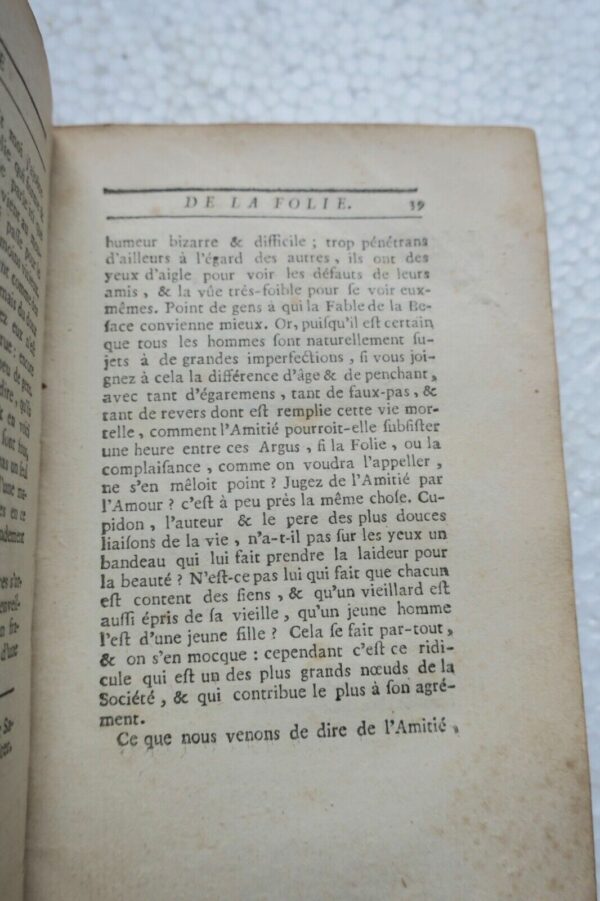 DE LA FOLIE. 39
humeur bizarre & difficile ; trop pénétrans
d'ailleurs à l'égard des autres, ils ont des
yeux d'aigle pour voir les défauts de leurs
amis, & la vûe trés-foible pour ſe voir eux-
mêmes. Point de gens à qui la Fable de la Be-
ſace convienne mieux. Or, puiſqu'il eſt certain
que tous les hommes ſont naturellement ſu-
jets à de grandes imperfections, ſi vous joi-
gnez à cela la différence d'âge & de penchant,
avec tant d'égaremens, tant de faux-pas, &
tant de revers dont eſt remplie cette vie mor-
telle, comment l'Amitié pourroit-elle ſubſiſter
une heure entre ces Argus, ſi la Folie, ou la
complaiſance, comme on voudra l'appeller,
ne s'en mêloit point ? Jugez de l'Amitié par
l'Amour ? c'eſt à peu près la même choſe. Cu-
pidon, l'auteur & le pere des plus douces
liaiſons de la vie, n'a-t-il pas ſur les yeux un
bandeau qui lui fait prendre la laideur pour
la beauté ? N'eſt-ce pas lui qui fait que chacun
eſt content des ſiens, & qu'un vieillard eſt
auſſi épris de ſa vieille, qu'un jeune homme
l'eſt d'une jeune fille ? Cela ſe fait par-tout,
& on s'en mocque : cependant c'eſt ce ridi-
cule qui eſt un des plus grands nœuds de la
Société, & qui contribue le plus à ſon agré-
ment.
Ce que nous venons de dire de l'Amitié,